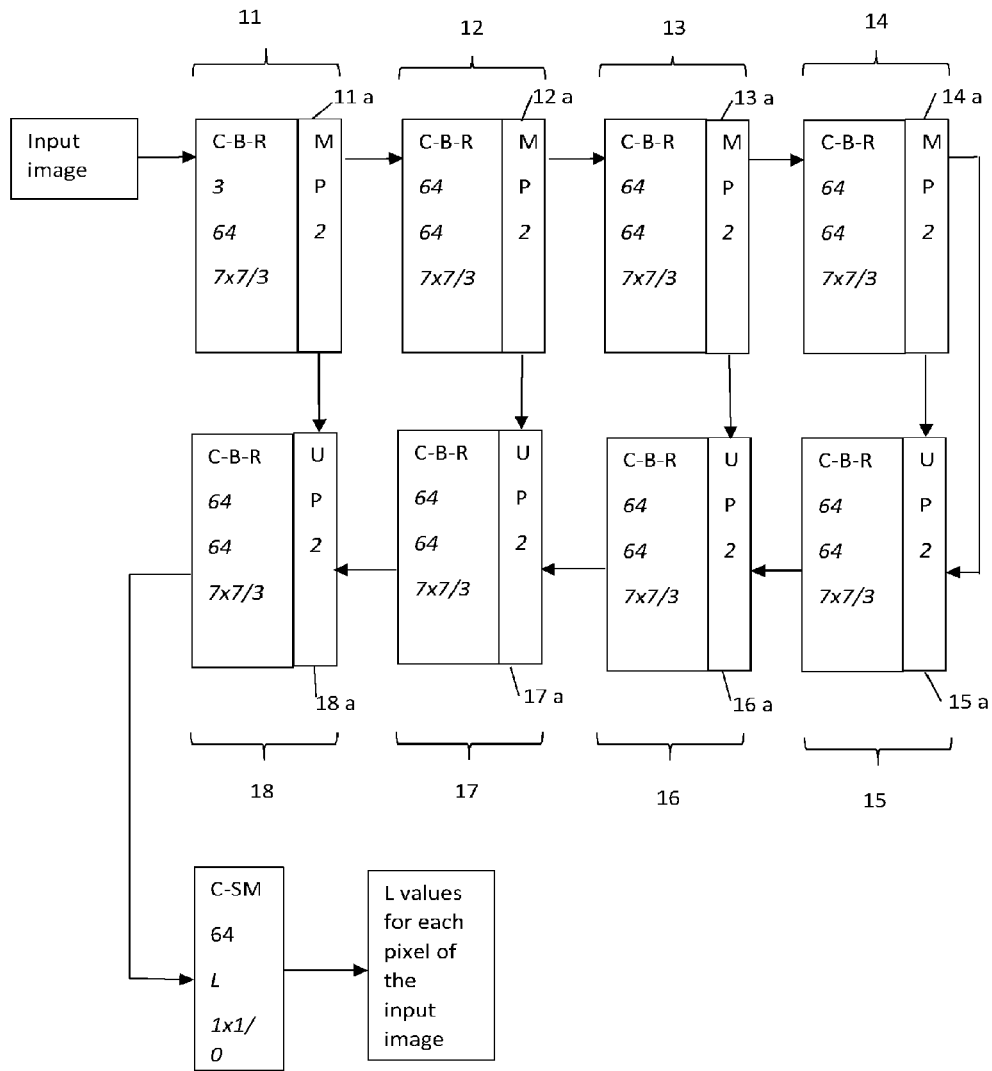 11
12
13
14
11 a
12 a
13 a
14 a
Input
image
C-B-R
3
64
7x7/3
M
P
2
C-B-R
64
64
7x7/3
M
P
2
C-B-R
64
64
7x7/3
M
P
2
C-B-R
64
64
7x7/3
M
P
2
C-B-R
64
64
7x7/3
U
P
2
C-B-R
64
64
7x7/3
U
P
2
C-B-R
64
64
7x7/3
U
P
2
C-B-R
64
64
7x7/3
U
P
2
18 a
17 a
16 a
15 a
18
17
16
15
C-SM
64
L
1x1/
0
L values
for each
pixel of
the
input
image